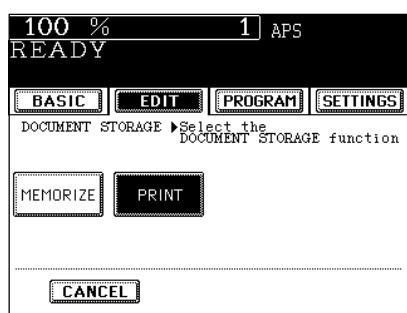 100 % 1 APS
READY
BASIC EDIT PROGRAM SETTINGS
DOCUMENT STORAGE ▶Select the
DOCUMENT STORAGE function
MEMORIZE PRINT
CANCEL